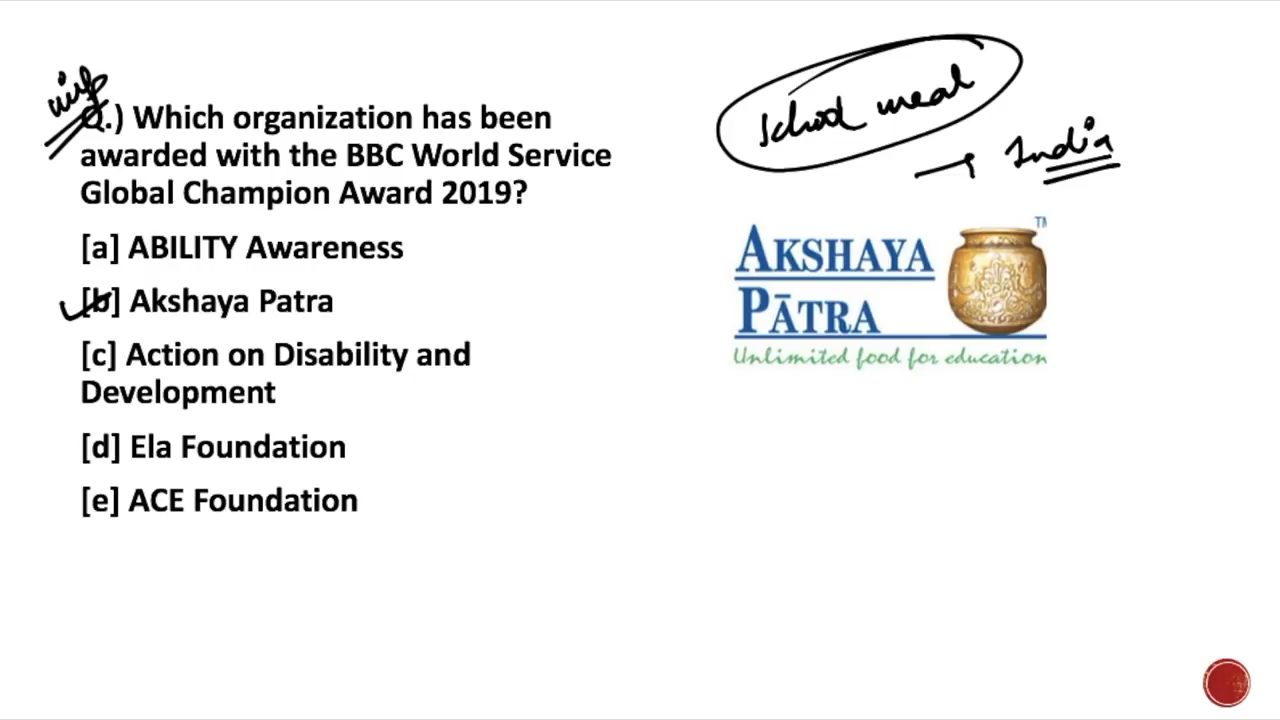 Q.) Which organization has been
awarded with the BBC World Service
Global Champion Award 2019?
[a] ABILITY Awareness
[b] Akshaya Patra
[c] Action on Disability and
Development
[d] Ela Foundation
[e] ACE Foundation
School meal
→ India
AKSHAYA
PĀTRA
TM
Unlimited food for education